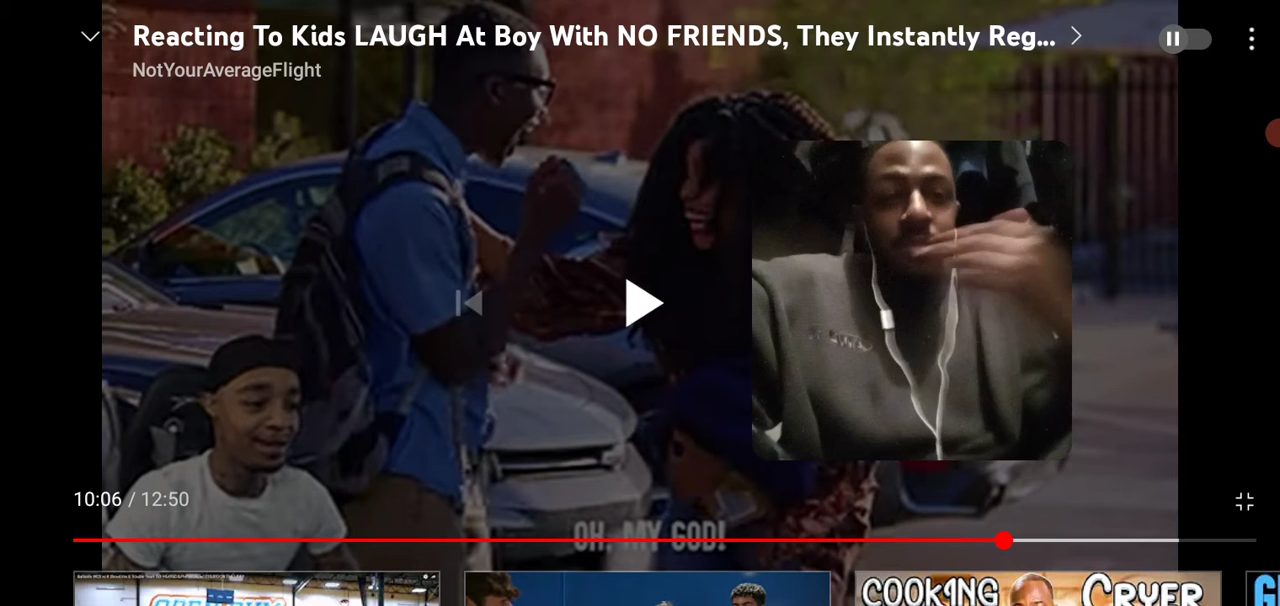 Reacting To Kids LAUGH At Boy With NO FRIENDS, They Instantly Reg...
NotYourAverageFlight
10:06 / 12:50
OH, MY GOD!
COOKING CRYER